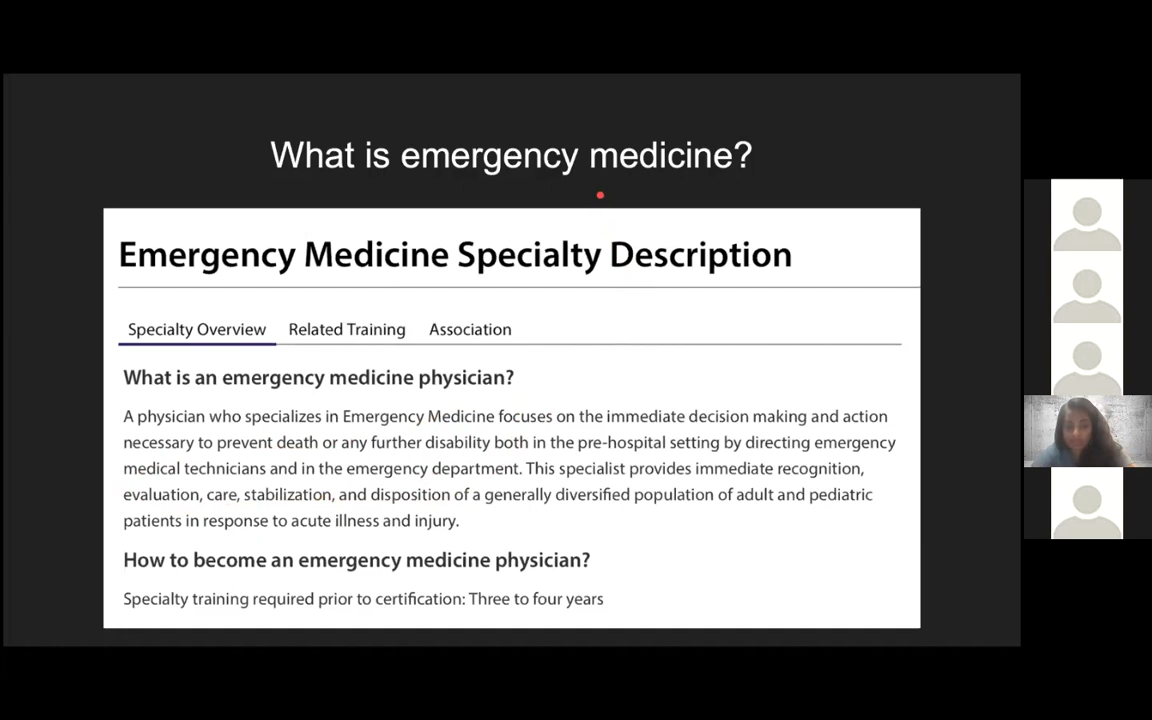 What is emergency medicine?
Emergency Medicine Specialty Description
Specialty Overview Related Training Association
What is an emergency medicine physician?
A physician who specializes in Emergency Medicine focuses on the immediate decision making and action
necessary to prevent death or any further disability both in the pre-hospital setting by directing emergency
medical technicians and in the emergency department. This specialist provides immediate recognition,
evaluation, care, stabilization, and disposition of a generally diversified population of adult and pediatric
patients in response to acute illness and injury.
How to become an emergency medicine physician?
Specialty training required prior to certification: Three to four years